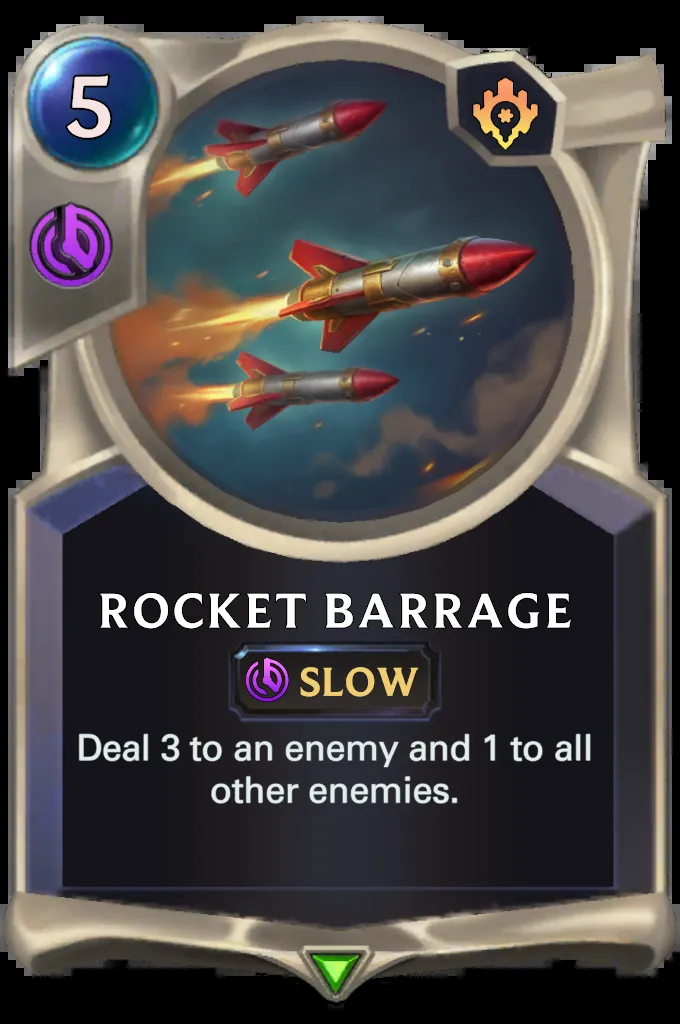 5
ROCKET BARRAGE
SLOW
Deal 3 to an enemy and 1 to all
other enemies.